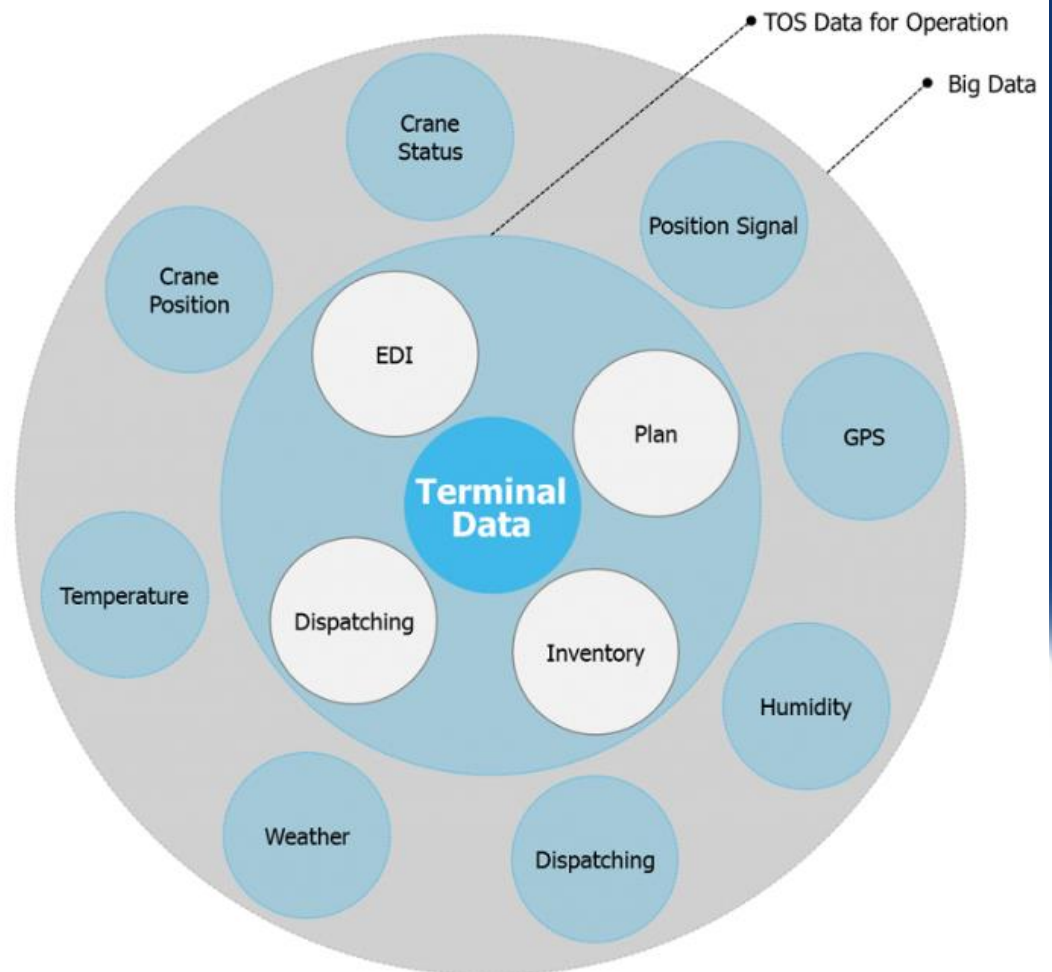 TOS Data for Operation
Big Data
Crane
Status
Position Signal
Crane
Position
EDI
Plan
GPS
Terminal
Data
Temperature
Dispatching
Inventory
Humidity
Weather
Dispatching